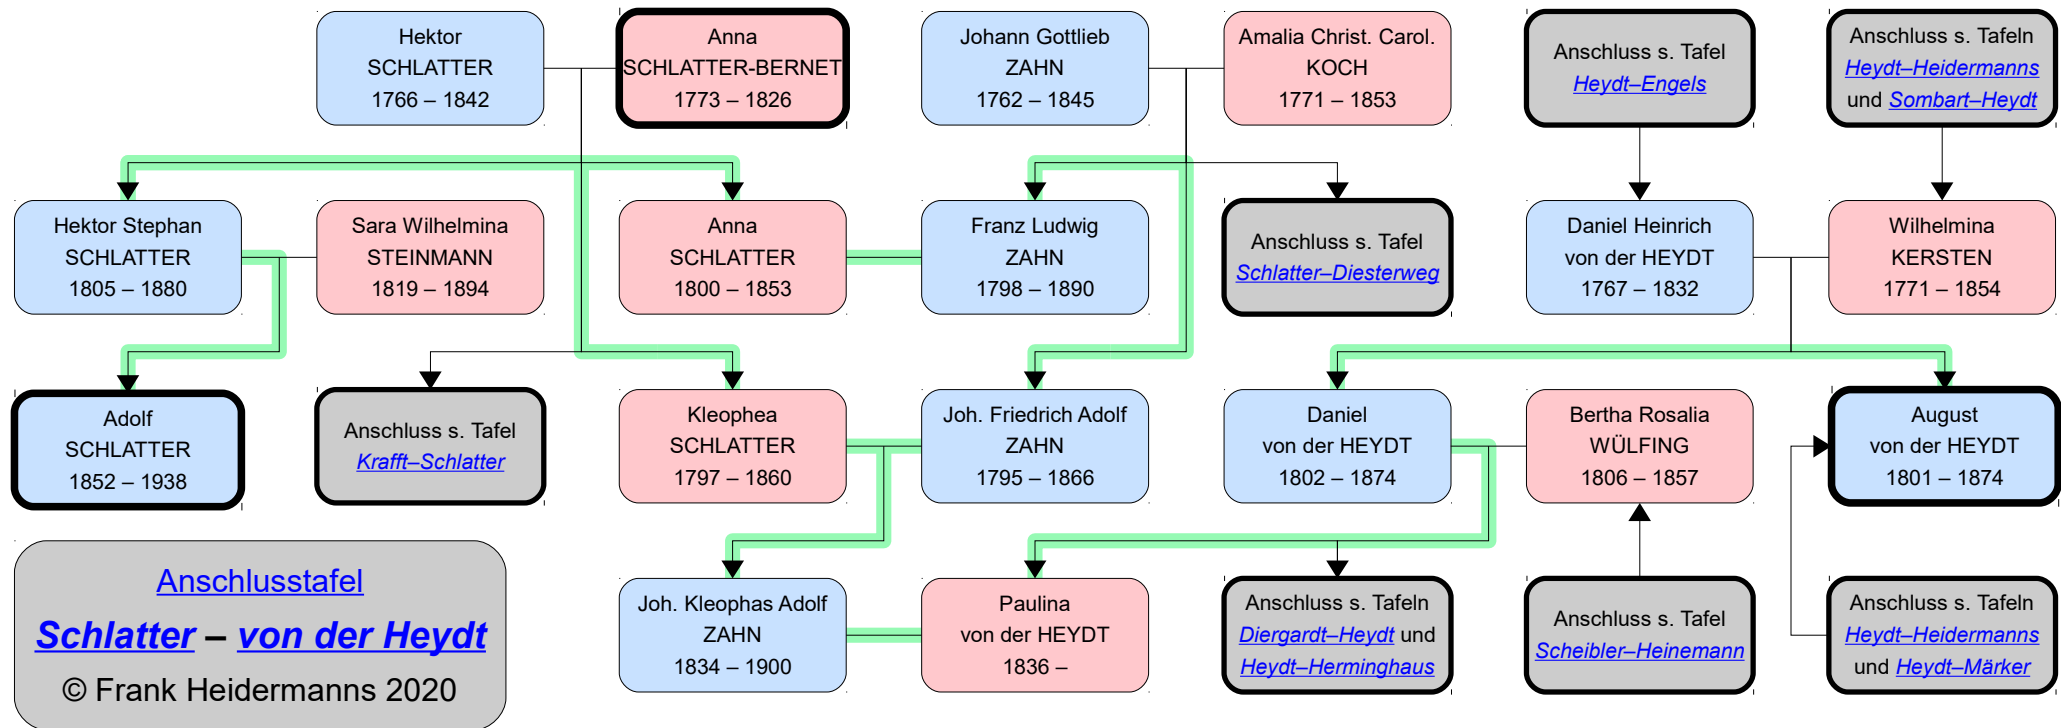 Hektor
SCHLATTER
1766 – 1842
Anna
SCHLATTER-BERNET
1773 – 1826
Johann Gottlieb
ZAHN
1762 – 1845
Amalia Christ. Carol.
KOCH
1771 – 1853
Anschluss s. Tafel
Heydt–Engels
Anschluss s. Tafeln
Heydt–Heidermanns
und Sombart–Heydt
Hektor Stephan
SCHLATTER
1805 – 1880
Sara Wilhelmina
STEINMANN
1819 – 1894
Anna
SCHLATTER
1800 – 1853
Franz Ludwig
ZAHN
1798 – 1890
Anschluss s. Tafel
Schlatter–Diesterweg
Daniel Heinrich
von der HEYDT
1767 – 1832
Wilhelmina
KERSTEN
1771 – 1854
Adolf
SCHLATTER
1852 – 1938
Anschluss s. Tafel
Krafft–Schlatter
Kleophea
SCHLATTER
1797 – 1860
Joh. Friedrich Adolf
ZAHN
1795 – 1866
Daniel
von der HEYDT
1802 – 1874
Bertha Rosalia
WÜLFING
1806 – 1857
August
von der HEYDT
1801 – 1874
Anschlusstafel
Schlatter – von der Heydt
© Frank Heidermanns 2020
Joh. Kleophas Adolf
ZAHN
1834 – 1900
Paulina
von der HEYDT
1836 –
Anschluss s. Tafeln
Diergardt–Heydt und
Heydt–Herminghaus
Anschluss s. Tafel
Scheibler–Heinemann
Anschluss s. Tafeln
Heydt–Heidermanns
und Heydt–Märker